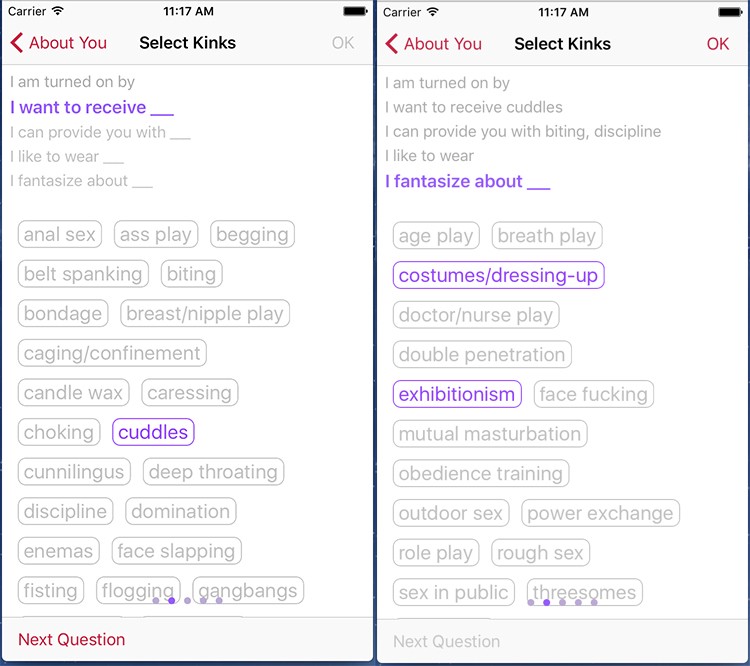 Carrier 11:17 AM
About You Select Kinks OK
I am turned on by
I want to receive ___
I can provide you with ___
I like to wear ___
I fantasize about ___
anal sex ass play begging
belt spanking biting
bondage breast/nipple play
caging/confinement
candle wax caressing
choking cuddles
cunnilingus deep throating
discipline domination
enemas face slapping
fisting flogging gangbangs
Next Question
Carrier 11:17 AM
About You Select Kinks OK
I am turned on by
I want to receive cuddles
I can provide you with biting, discipline
I like to wear
I fantasize about ___
age play breath play
costumes/dressing-up
doctor/nurse play
double penetration
exhibitionism face fucking
mutual masturbation
obedience training
outdoor sex power exchange
role play rough sex
sex in public threesomes
Next Question